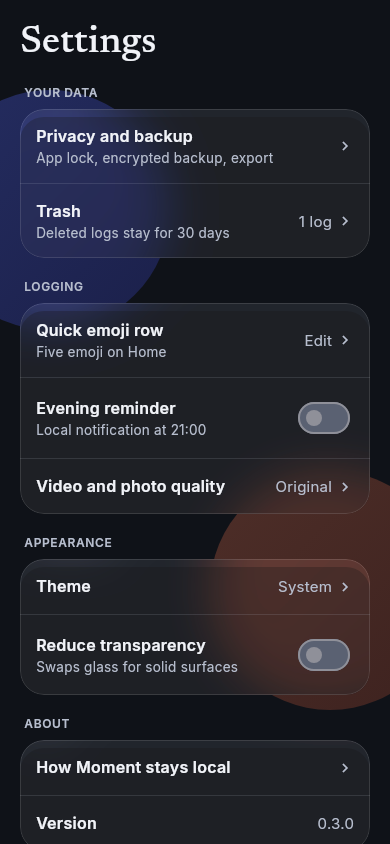 Settings
YOUR DATA
Privacy and backup
App lock, encrypted backup, export
Trash
Deleted logs stay for 30 days
1 log
LOGGING
Quick emoji row
Five emoji on Home
Edit
Evening reminder
Local notification at 21:00
Video and photo quality
Original
APPEARANCE
Theme
System
Reduce transparency
Swaps glass for solid surfaces
ABOUT
How Moment stays local
Version
0.3.0